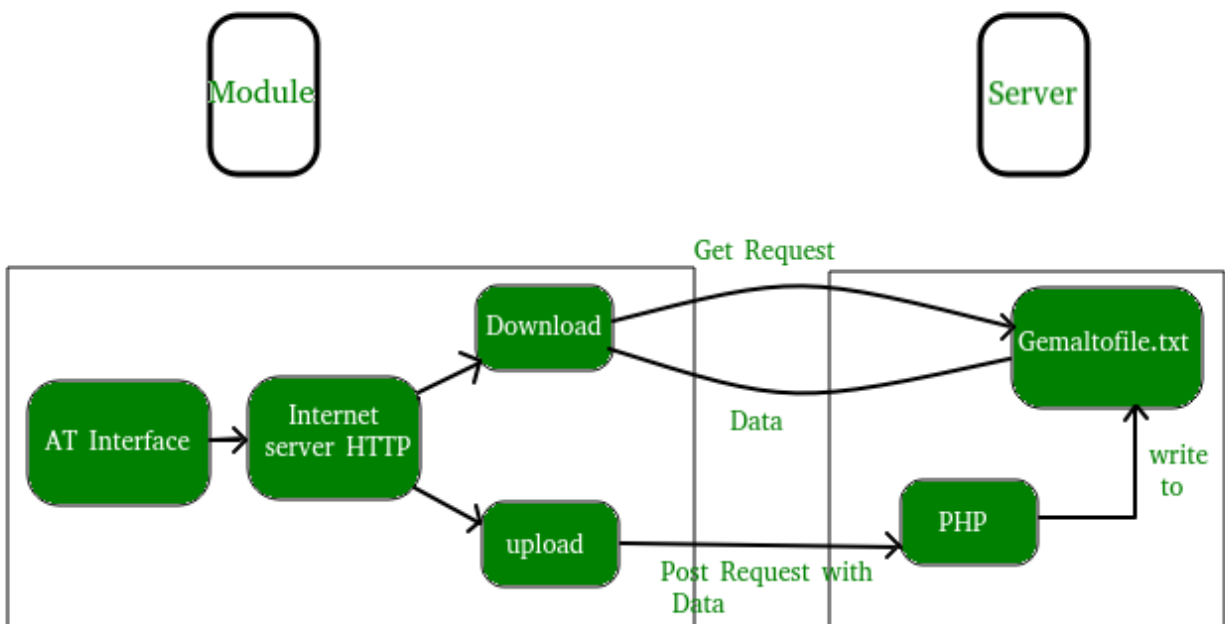 Module
Server
Get Request
Download
Gemaltofile.txt
Internet
server HTTP
AT Interface
Data
write
to
PHP
upload
Post Request with
Data